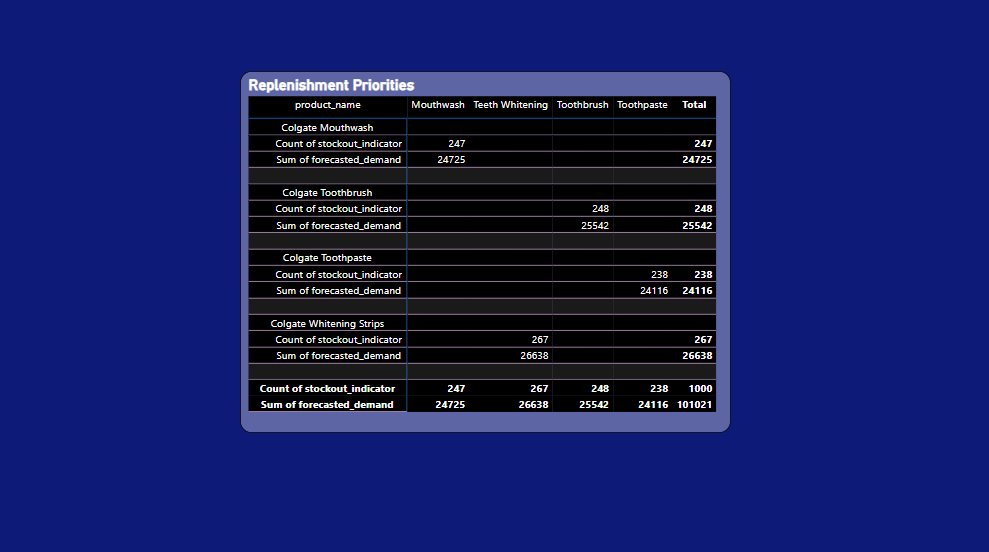 Replenishment Priorities
product_name Mouthwash Teeth Whitening Toothbrush Toothpaste Total
Colgate Mouthwash
Count of stockout_indicator 247 247
Sum of forecasted_demand 24725 24725
Colgate Toothbrush
Count of stockout_indicator 248 248
Sum of forecasted_demand 25542 25542
Colgate Toothpaste
Count of stockout_indicator 238 238
Sum of forecasted_demand 24116 24116
Colgate Whitening Strips
Count of stockout_indicator 267 267
Sum of forecasted_demand 26638 26638
Count of stockout_indicator 247 267 248 238 1000
Sum of forecasted_demand 24725 26638 25542 24116 101021